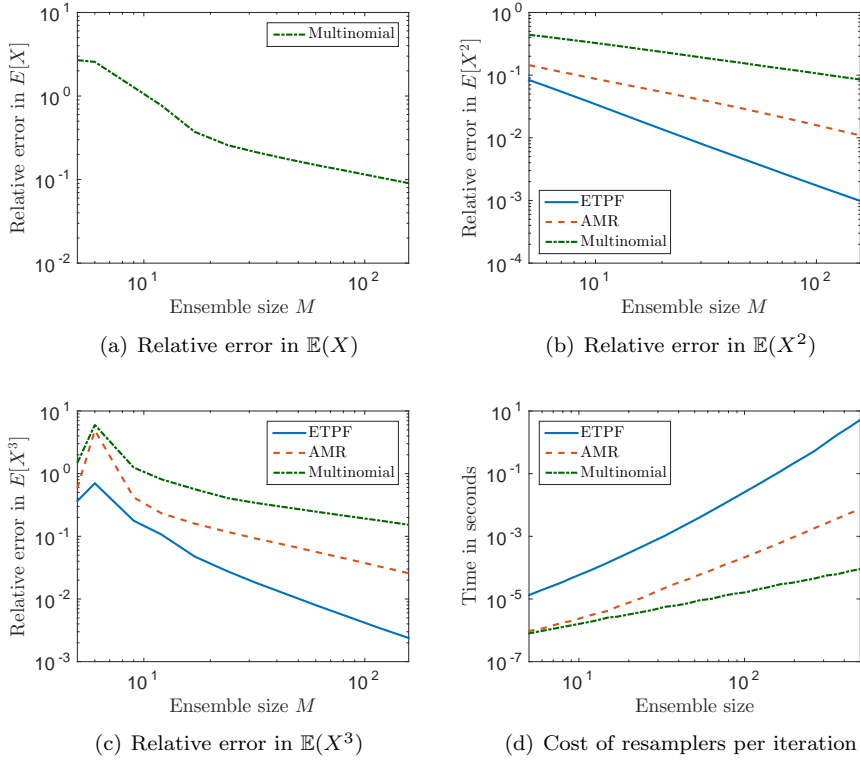 Relative error in E[X]
10^1
10^0
10^-1
10^-2
Multinomial
10^1
10^2
Ensemble size M
(a) Relative error in 𝔼(X)
Relative error in E[X^2]
10^0
10^-1
10^-2
10^-3
10^-4
ETPF
AMR
Multinomial
10^1
10^2
Ensemble size M
(b) Relative error in 𝔼(X^2)
Relative error in E[X^3]
10^1
10^0
10^-1
10^-2
10^-3
ETPF
AMR
Multinomial
10^1
10^2
Ensemble size M
(c) Relative error in 𝔼(X^3)
Time in seconds
10^1
10^-1
10^-3
10^-5
10^-7
ETPF
AMR
Multinomial
10^1
10^2
Ensemble size
(d) Cost of resamplers per iteration